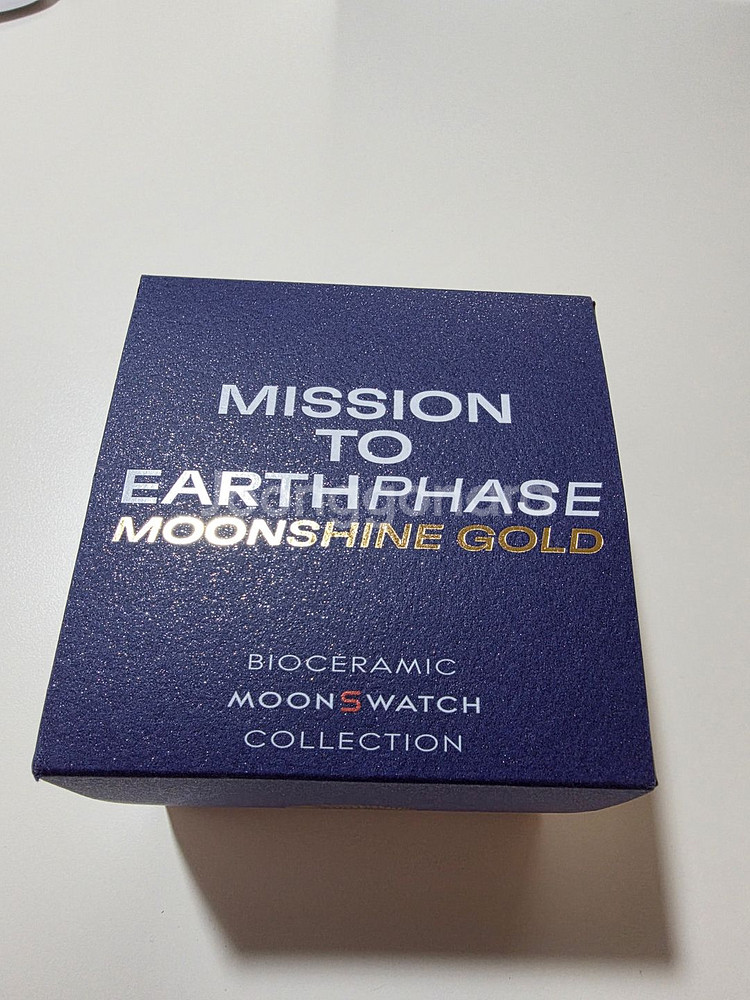 MISSION
TO
EARTHPHASE
MOONSHINE GOLD
BIOCERAMIC
MOONSWATCH
COLLECTION